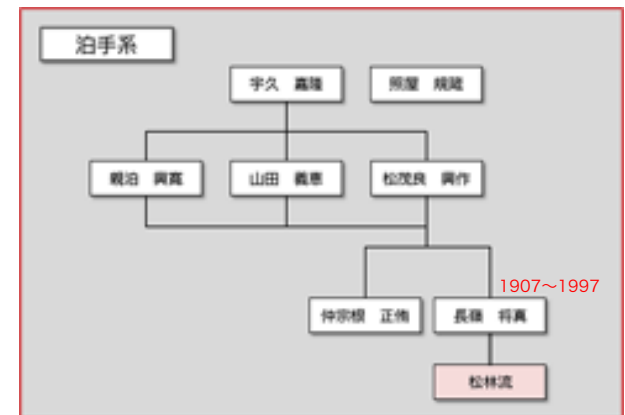 泊手系
宇久 嘉隆
照屋 規箴
親泊 興寛
山田 義恵
松茂良 興作
1907～1997
仲宗根 正侑
長嶺 将真
松林流